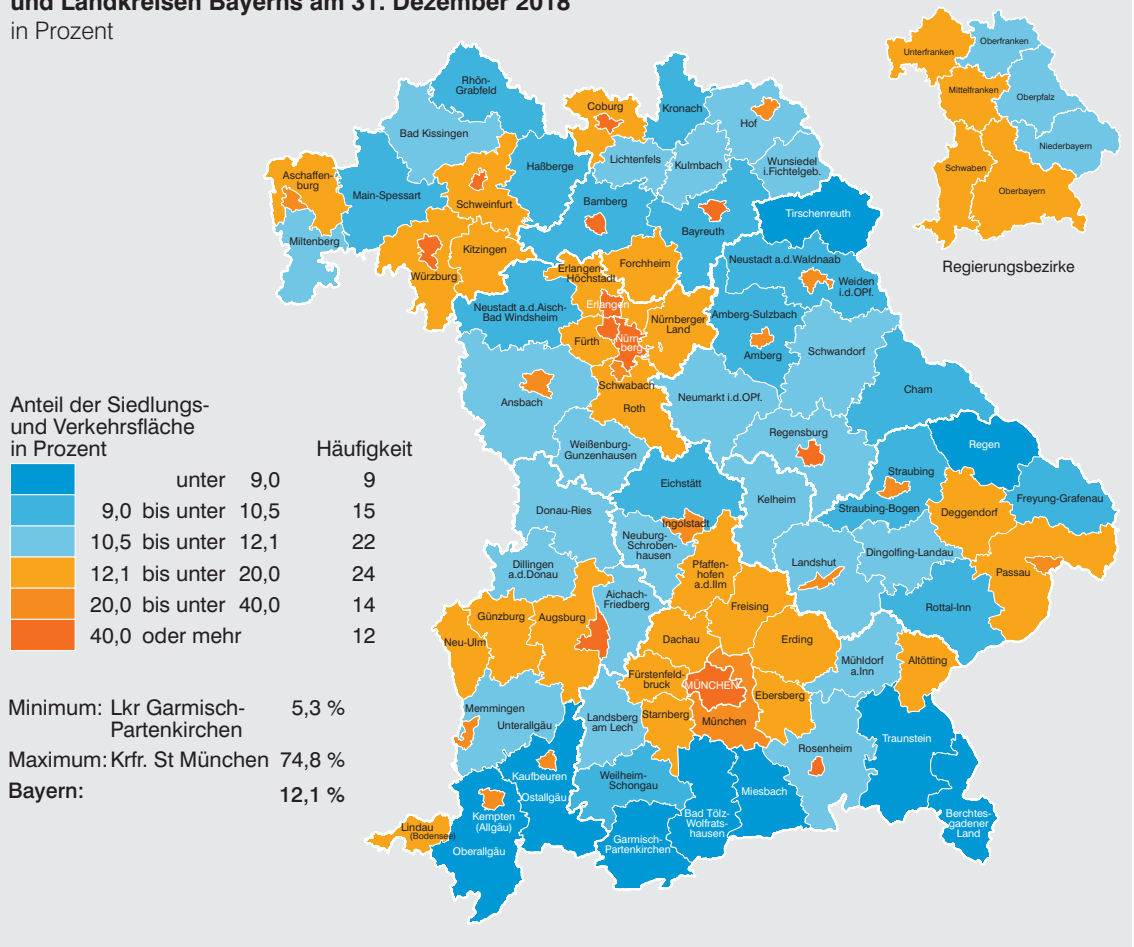 und Landkreisen Bayerns am 31. Dezember 2018
in Prozent
Unterfranken
Oberfranken
Mittelfranken
Oberpfalz
Niederbayern
Schwaben
Oberbayern
Regierungsbezirke
Rhön-
Grabfeld
Coburg
Kronach
Hof
Bad Kissingen
Lichtenfels
Kulmbach
Wunsiedel
i.Fichtelgeb.
Haßberge
Aschaffen-
burg
Main-Spessart
Schweinfurt
Bamberg
Bayreuth
Tirschenreuth
Miltenberg
Kitzingen
Würzburg
Erlangen-
Höchstadt
Forchheim
Neustadt a.d.Waldnaab
Weiden
i.d.OPf.
Neustadt a.d.Aisch-
Bad Windsheim
Erlangen
Nürnberger
Land
Amberg-Sulzbach
Fürth
Nürn-
berg
Amberg
Schwandorf
Ansbach
Schwabach
Roth
Neumarkt i.d.OPf.
Cham
Weißenburg-
Gunzenhausen
Regensburg
Regen
Eichstätt
Kelheim
Straubing
Straubing-Bogen
Freyung-Grafenau
Deggendorf
Donau-Ries
Ingolstadt
Neuburg-
Schroben-
hausen
Dingolfing-Landau
Passau
Dillingen
a.d.Donau
Pfaffen-
hofen
a.d.Ilm
Landshut
Aichach-
Friedberg
Freising
Rottal-Inn
Günzburg
Augsburg
Neu-Ulm
Dachau
Erding
Mühldorf
a.Inn
Altötting
Fürstenfeld-
bruck
MÜNCHEN
Ebersberg
Memmingen
Unterallgäu
Landsberg
am Lech
Starnberg
München
Rosenheim
Traunstein
Kaufbeuren
Ostallgäu
Weilheim-
Schongau
Miesbach
Bad Tölz-
Wolfrats-
hausen
Berchtes-
gadener
Land
Kempten
(Allgäu)
Lindau
(Bodensee)
Oberallgäu
Garmisch-
Partenkirchen
Anteil der Siedlungs-
und Verkehrsfläche
in Prozent Häufigkeit
unter 9,0 9
9,0 bis unter 10,5 15
10,5 bis unter 12,1 22
12,1 bis unter 20,0 24
20,0 bis unter 40,0 14
40,0 oder mehr 12
Minimum: Lkr Garmisch- 5,3 %
Partenkirchen
Maximum: Krfr. St München 74,8 %
Bayern: 12,1 %